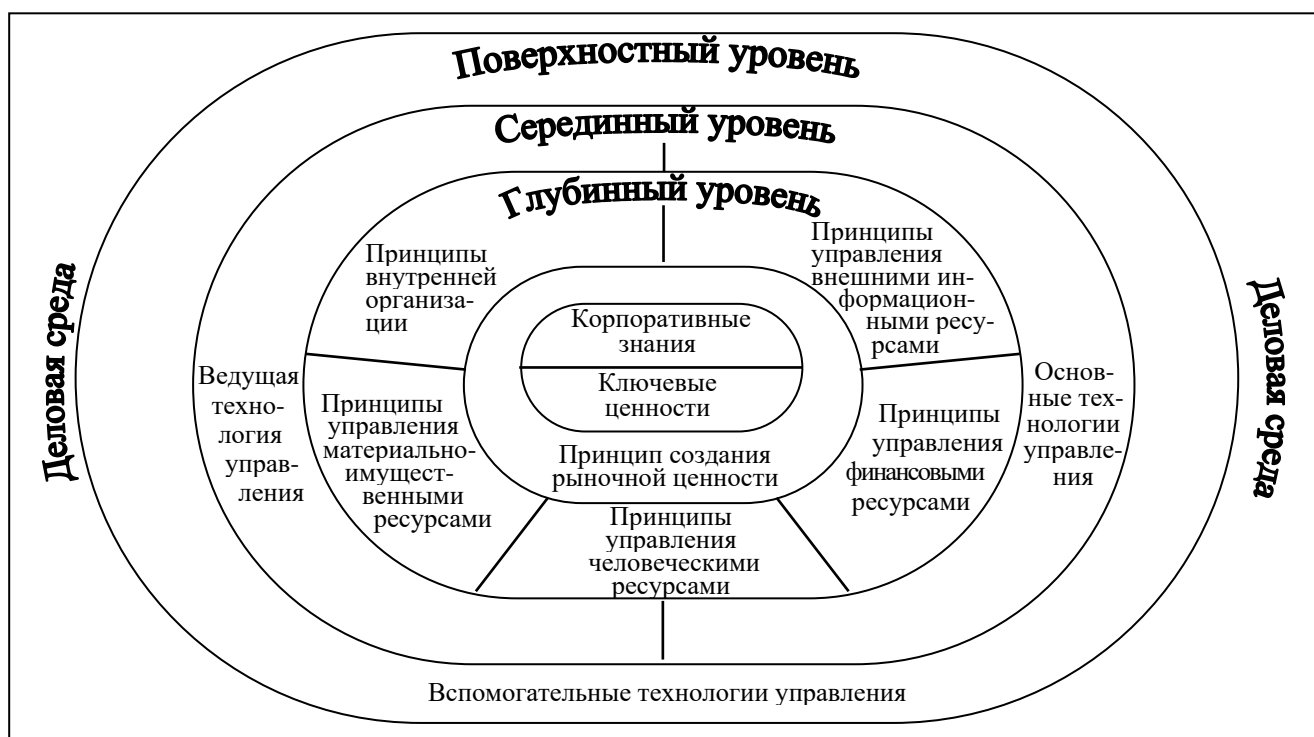 Поверхностный уровень
Серединный уровень
Глубинный уровень
Деловая среда
Деловая среда
Принципы
внутренней
организа-
ции
Принципы
управления
внешними ин-
формацион-
ными ресу-
рсами
Корпоративные
знания
Ключевые
ценности
Принцип создания
рыночной ценности
Ведущая
техно-
логия
управ-
ления
Принципы
управления
материально-
имущест-
венными
ресурсами
Принципы
управления
человеческими
ресурсами
Принципы
управления
финансовыми
ресурсами
Основ-
ные тех-
нологии
управле-
ния
Вспомогательные технологии управления